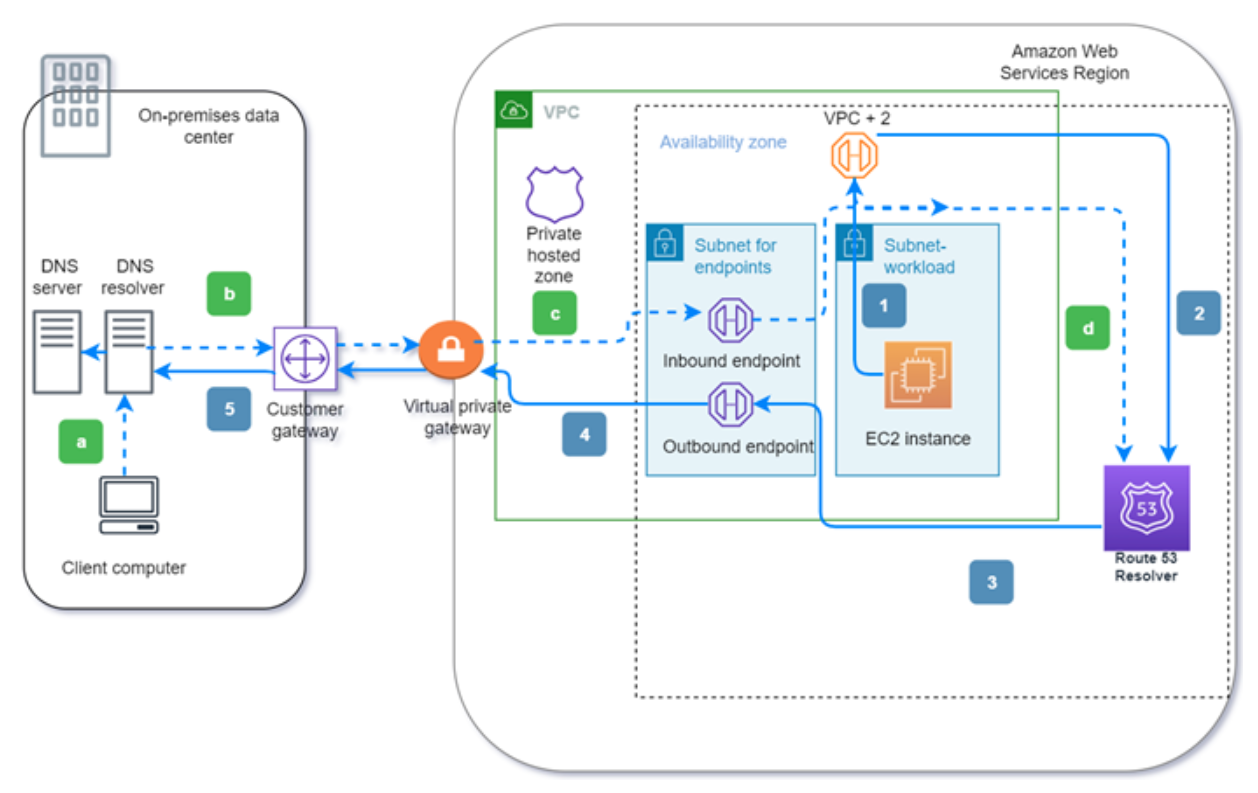 Amazon Web
Services Region
On-premises data
center
VPC
VPC + 2
Availability zone
Private
hosted
zone
Subnet for
endpoints
Subnet-
workload
DNS
server
DNS
resolver
b
c
1
d
2
Inbound endpoint
Customer
gateway
Virtual private
gateway
5
4
a
Outbound endpoint
EC2 instance
53
Route 53
Resolver
3
Client computer